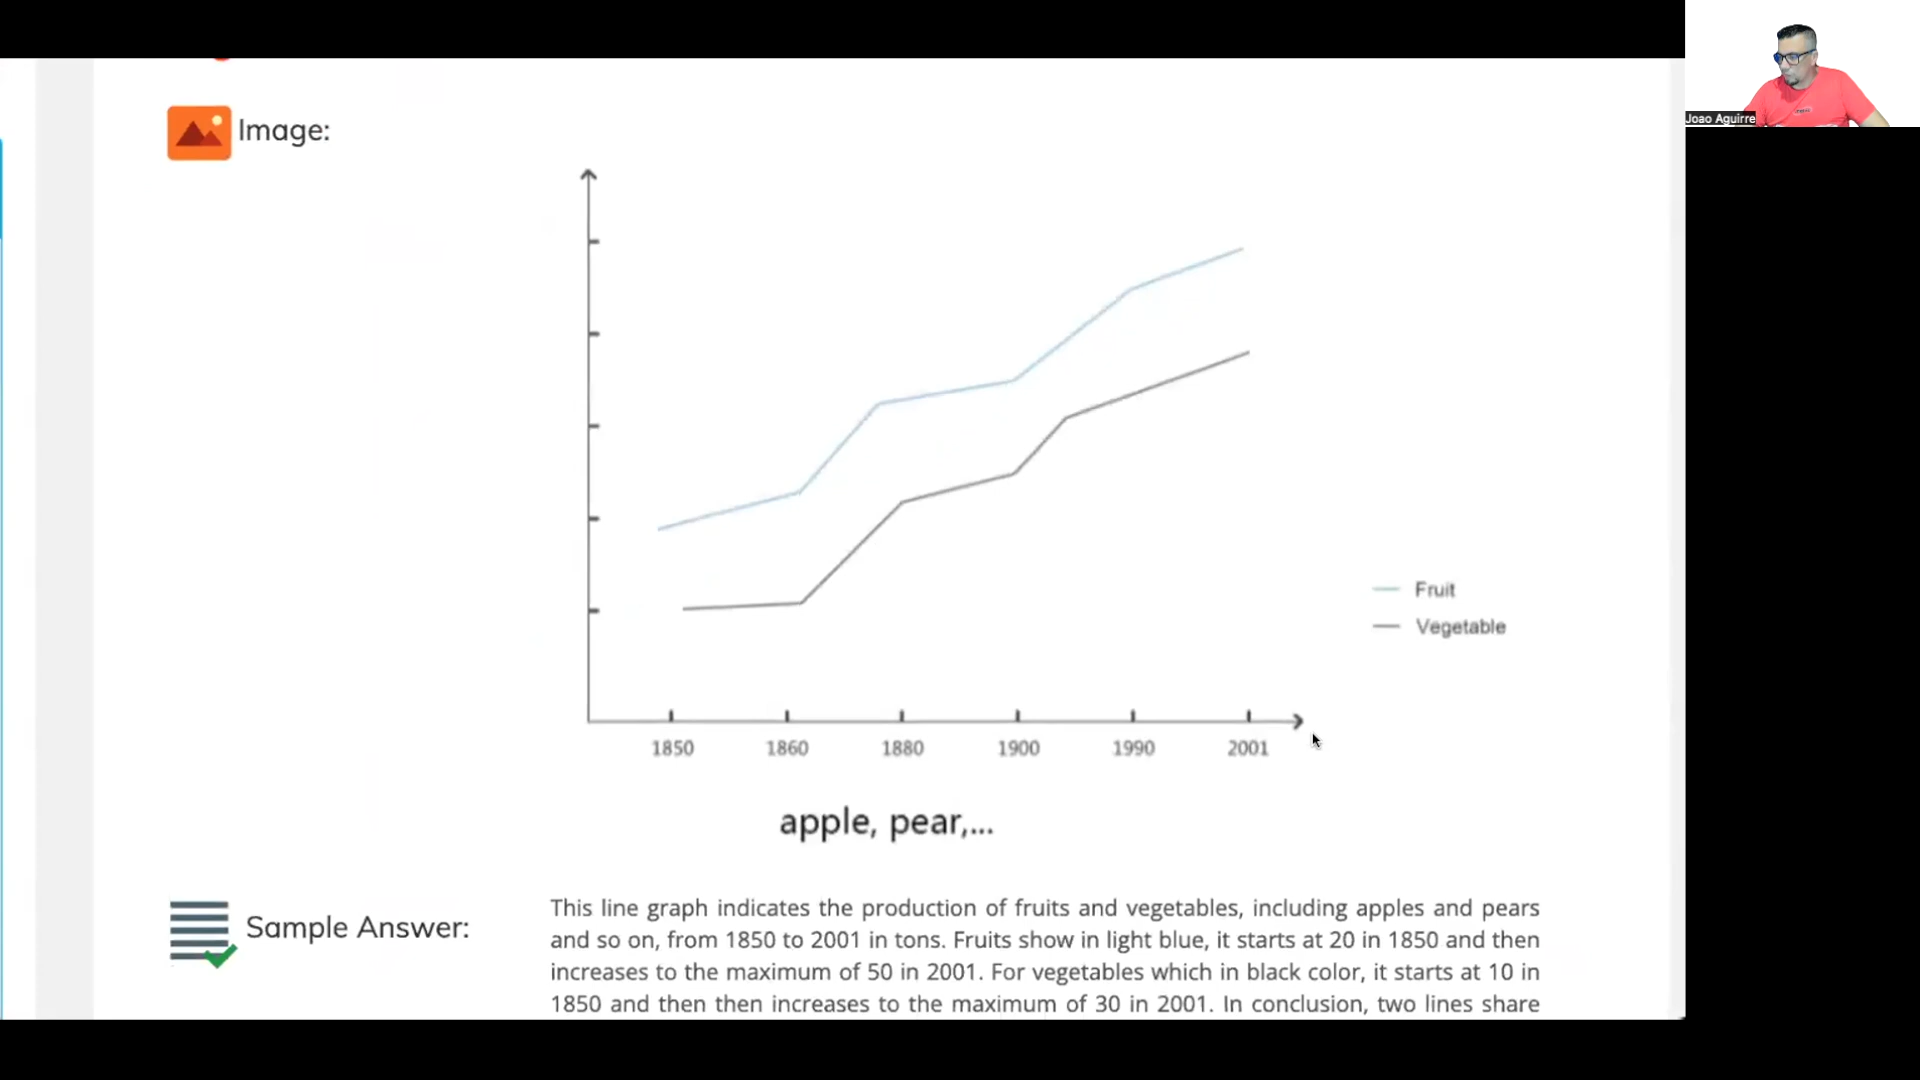 Joao Aguirre
Image:
Fruit
Vegetable
1850 1860 1880 1900 1990 2001
apple, pear,...
Sample Answer:
This line graph indicates the production of fruits and vegetables, including apples and pears
and so on, from 1850 to 2001 in tons. Fruits show in light blue, it starts at 20 in 1850 and then
increases to the maximum of 50 in 2001. For vegetables which in black color, it starts at 10 in
1850 and then then increases to the maximum of 30 in 2001. In conclusion, two lines share